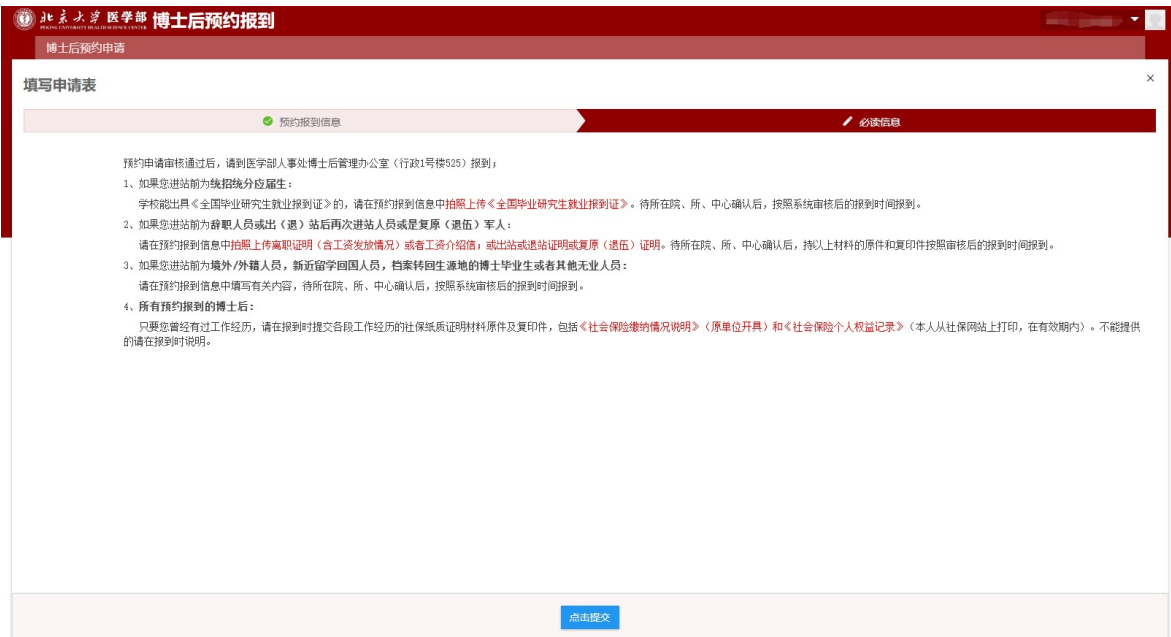 北京大学医学部 博士后预约报到
PEKING UNIVERSITY HEALTH SCIENCE CENTER
博士后预约申请
填写申请表
×
预约报到信息
必读信息
预约申请审核通过后，请到医学部人事处博士后管理办公室（行政1号楼525）报到；
1、如果您进站前为统招统分应届生：
学校能出具《全国毕业研究生就业报到证》的，请在预约报到信息中拍照上传《全国毕业研究生就业报到证》。待所在院、所、中心确认后，按照系统审核后的报到时间报到。
2、如果您进站前为辞职人员或出（退）站后再次进站人员或是复原（退伍）军人：
请在预约报到信息中拍照上传离职证明（含工资发放情况）或者工资介绍信；或出站或退站证明或复原（退伍）证明。待所在院、所、中心确认后，持以上材料的原件和复印件按照审核后的报到时间报到。
3、如果您进站前为境外/外籍人员，新近留学回国人员，档案转回生源地的博士毕业生或者其他无业人员：
请在预约报到信息中填写有关内容，待所在院、所、中心确认后，按照系统审核后的报到时间报到。
4、所有预约报到的博士后：
只要您曾经有过工作经历，请在报到时提交各段工作经历的社保纸质证明材料原件及复印件，包括《社会保险缴纳情况说明》（原单位开具）和《社会保险个人权益记录》（本人从社保网站上打印，在有效期内）。不能提供
的请在报到时说明。
点击提交